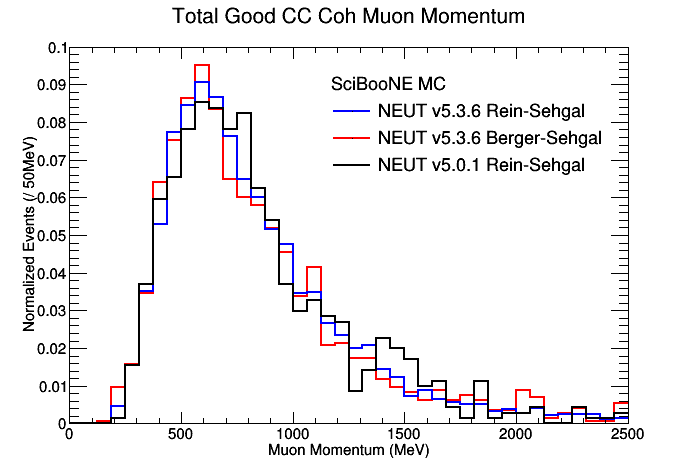 Total Good CC Coh Muon Momentum
SciBooNE MC
NEUT v5.3.6 Rein-Sehgal
NEUT v5.3.6 Berger-Sehgal
NEUT v5.0.1 Rein-Sehgal
Normalized Events (/ 50MeV)
0.1
0.09
0.08
0.07
0.06
0.05
0.04
0.03
0.02
0.01
0
0 500 1000 1500 2000 2500
Muon Momentum (MeV)